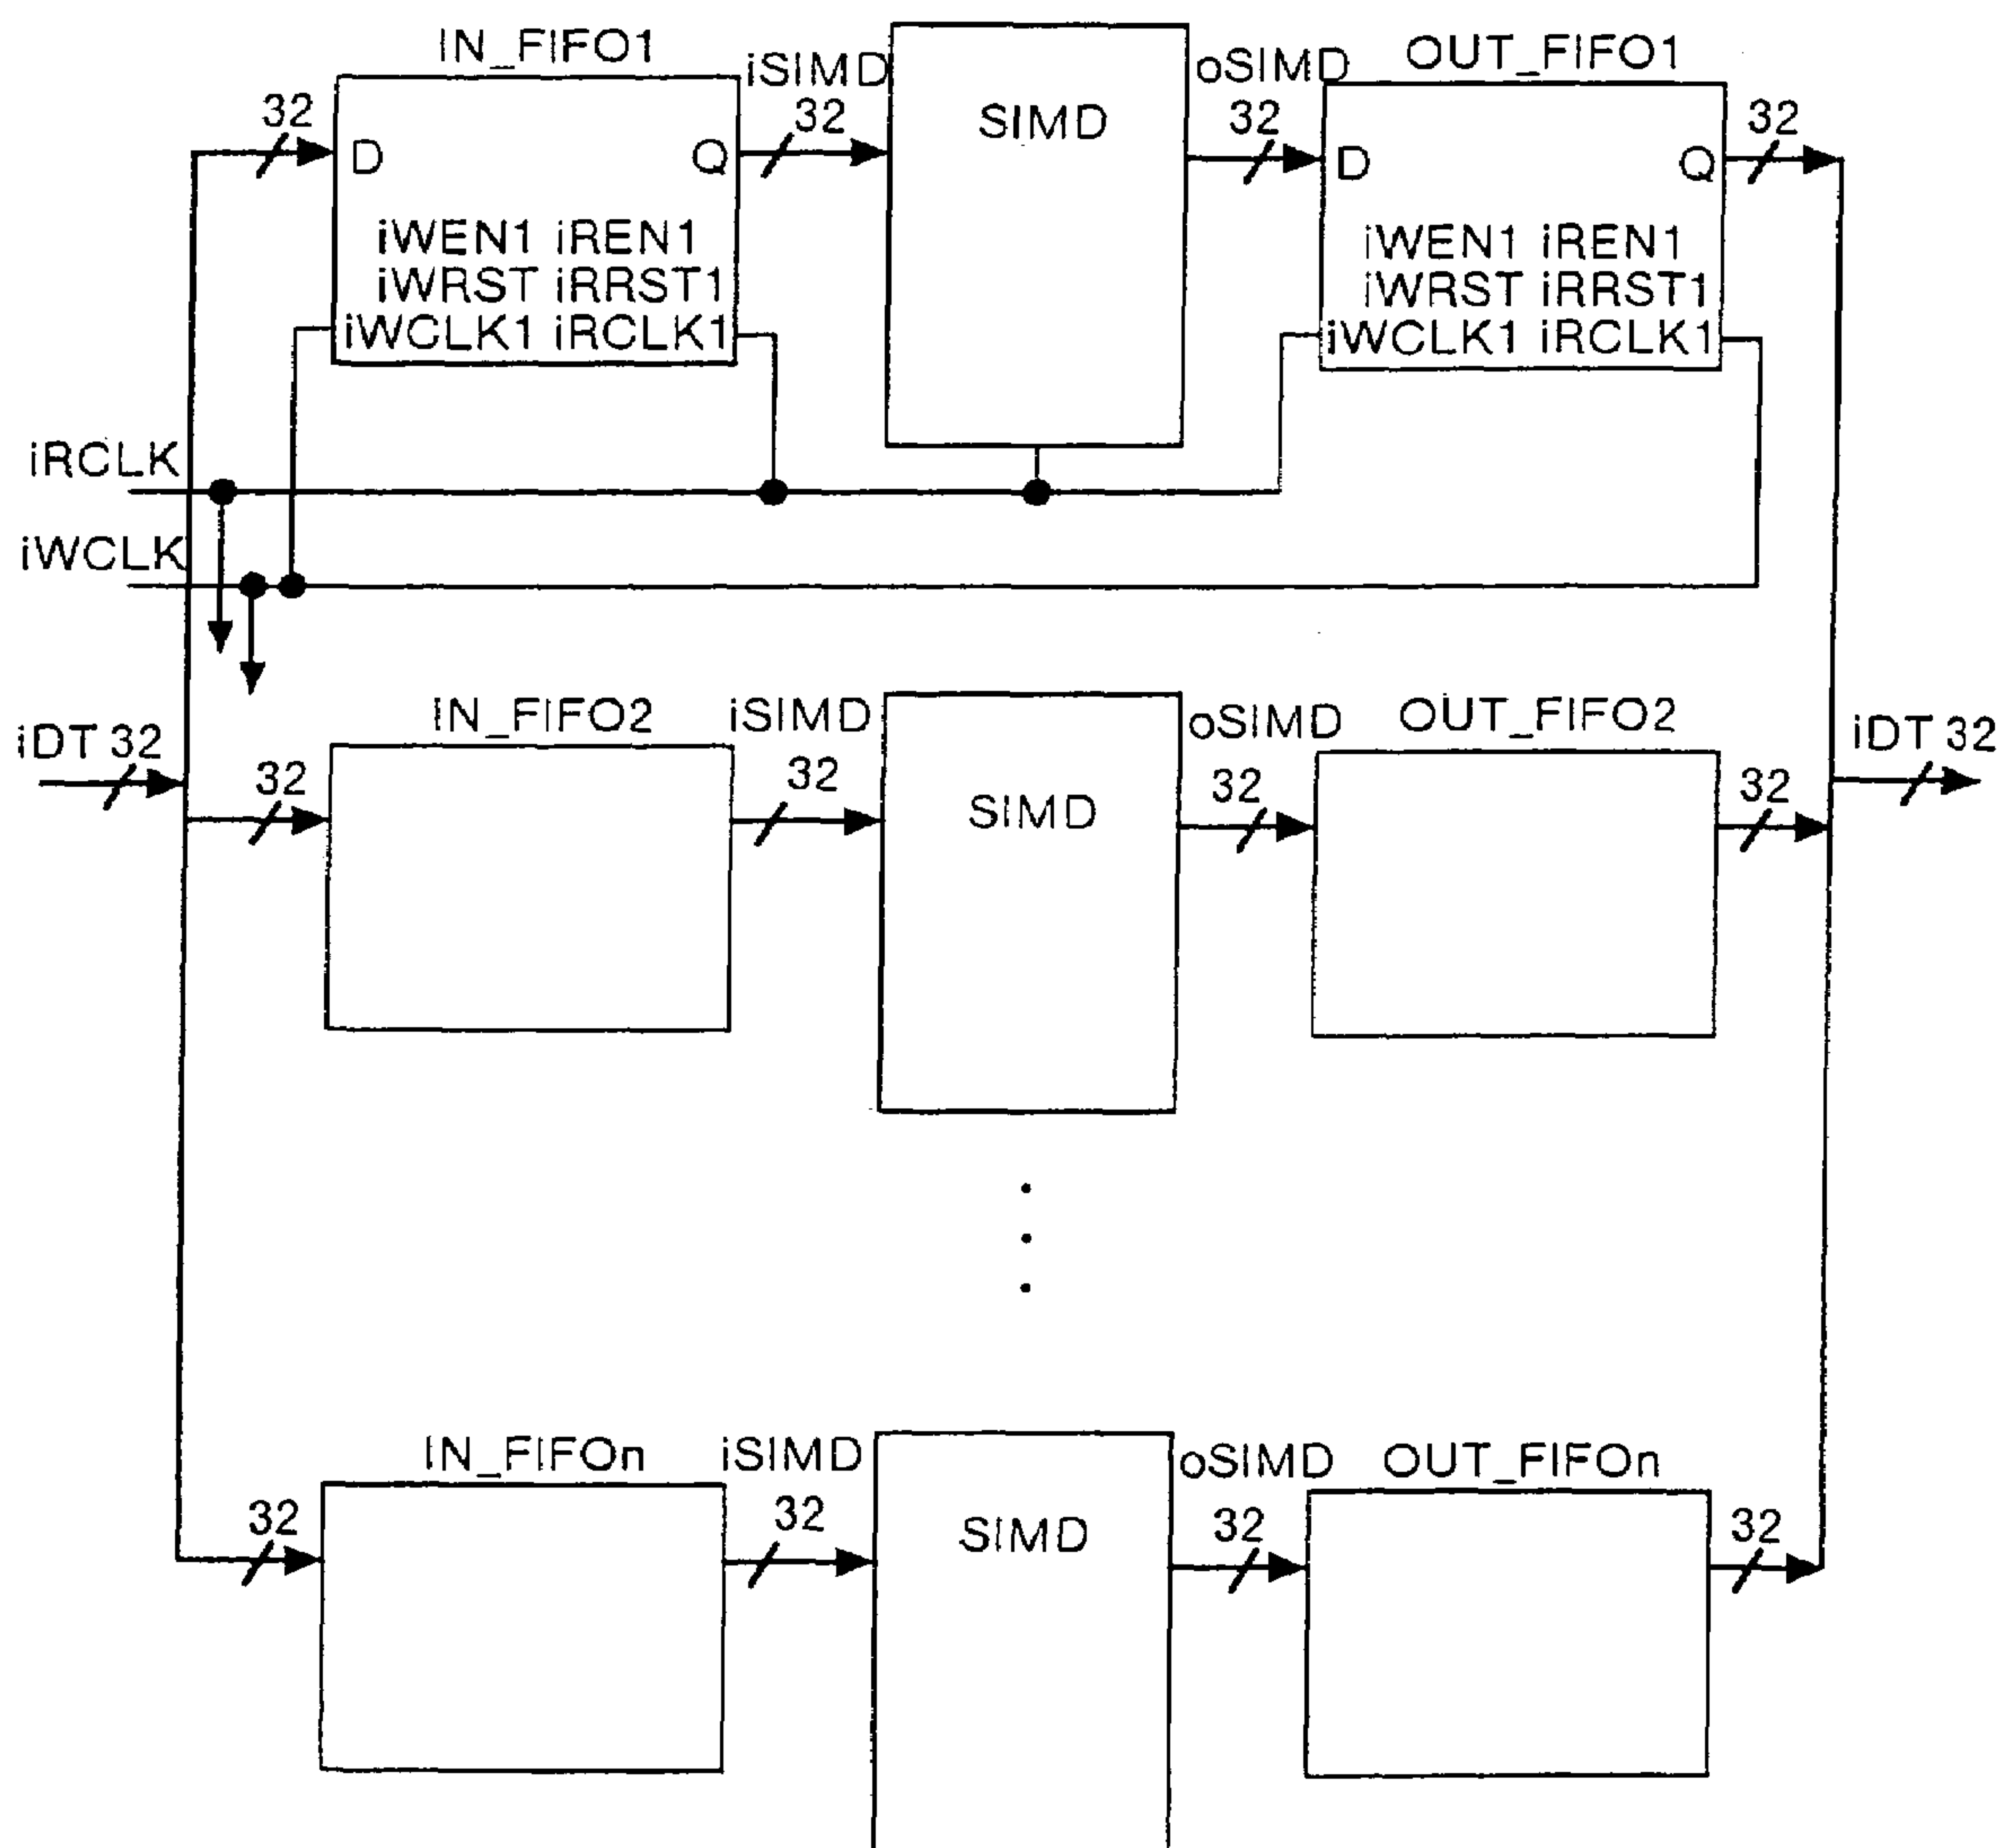 IN_FIFO1
iSIMD
oSIMD
OUT_FIFO1
32
32
SIMD
32
32
D
Q
D
Q
iWEN1 iREN1
iWRST iRRST1
iWCLK1 iRCLK1
iWEN1 iREN1
iWRST iRRST1
iWCLK1 iRCLK1
iRCLK
iWCLK
IN_FIFO2
iSIMD
oSIMD
OUT_FIFO2
iDT 32
iDT 32
32
32
SIMD
32
32
IN_FIFOn
iSIMD
oSIMD
OUT_FIFOn
32
32
SIMD
32
32